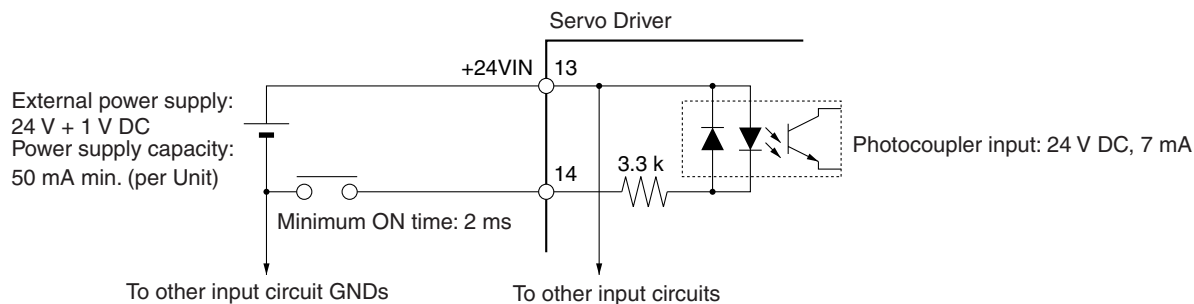 Servo Driver
+24VIN
13
External power supply:
24 V + 1 V DC
Power supply capacity:
50 mA min. (per Unit)
14
3.3 k
Photocoupler input: 24 V DC, 7 mA
Minimum ON time: 2 ms
To other input circuit GNDs
To other input circuits